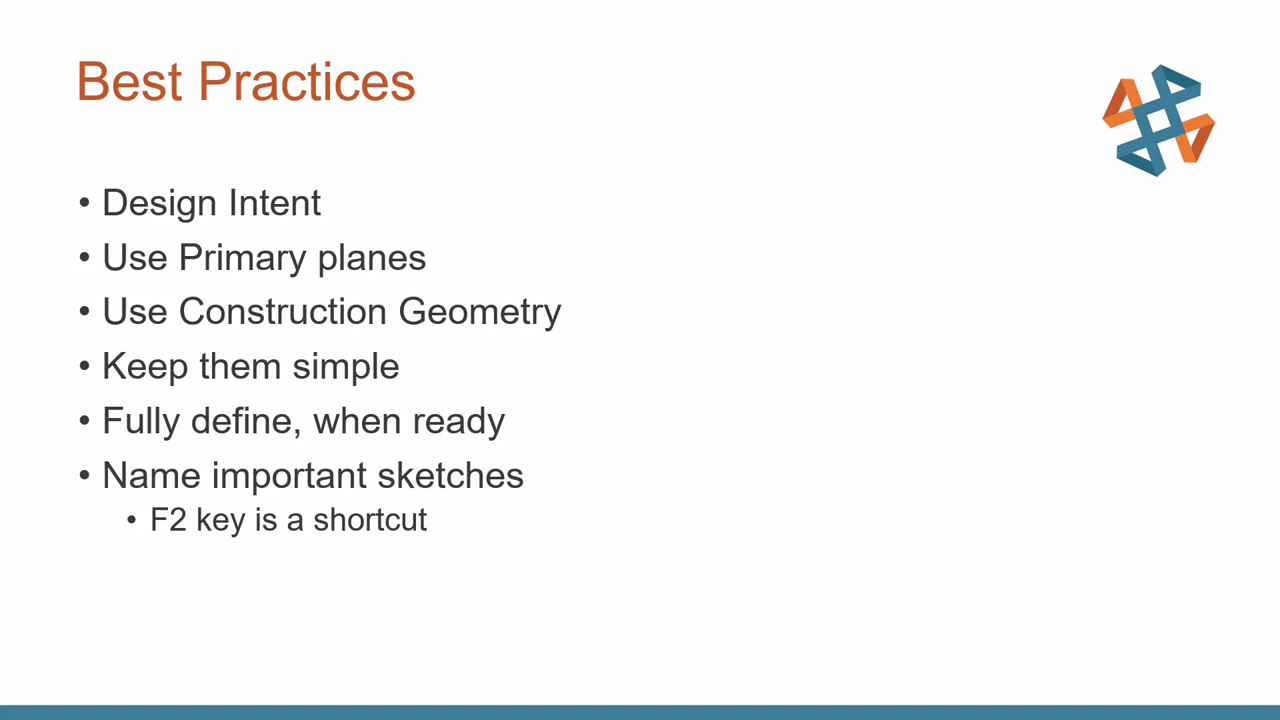 Best Practices
• Design Intent
• Use Primary planes
• Use Construction Geometry
• Keep them simple
• Fully define, when ready
• Name important sketches
• F2 key is a shortcut